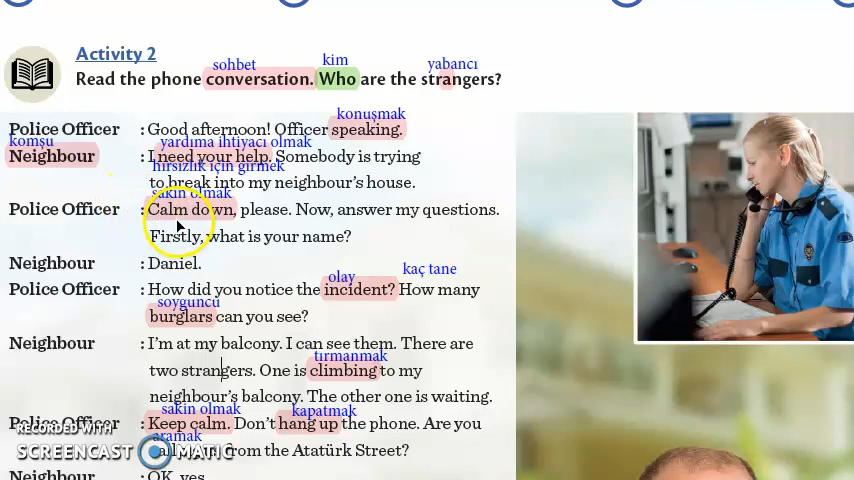 Activity 2
sohbet kim yabancı
Read the phone conversation. Who are the strangers?
konuşmak
Police Officer : Good afternoon! Officer speaking.
komşu yardıma ihtiyacı olmak
Neighbour : I need your help. Somebody is trying
hırsızlık için girmek
to break into my neighbour's house.
sakin olmak
Police Officer : Calm down, please. Now, answer my questions.
Firstly, what is your name?
Neighbour : Daniel.
olay kaç tane
Police Officer : How did you notice the incident? How many
soyguncu
burglars can you see?
Neighbour : I'm at my balcony. I can see them. There are
two strangers. One is climbing to my
tırmanmak
neighbour's balcony. The other one is waiting.
sakin olmak kapatmak
Police Officer : Keep calm. Don't hang up the phone. Are you
aramak
from the Atatürk Street?
RECORDED WITH
SCREENCAST MATIC
Neighbour : OK, yes.